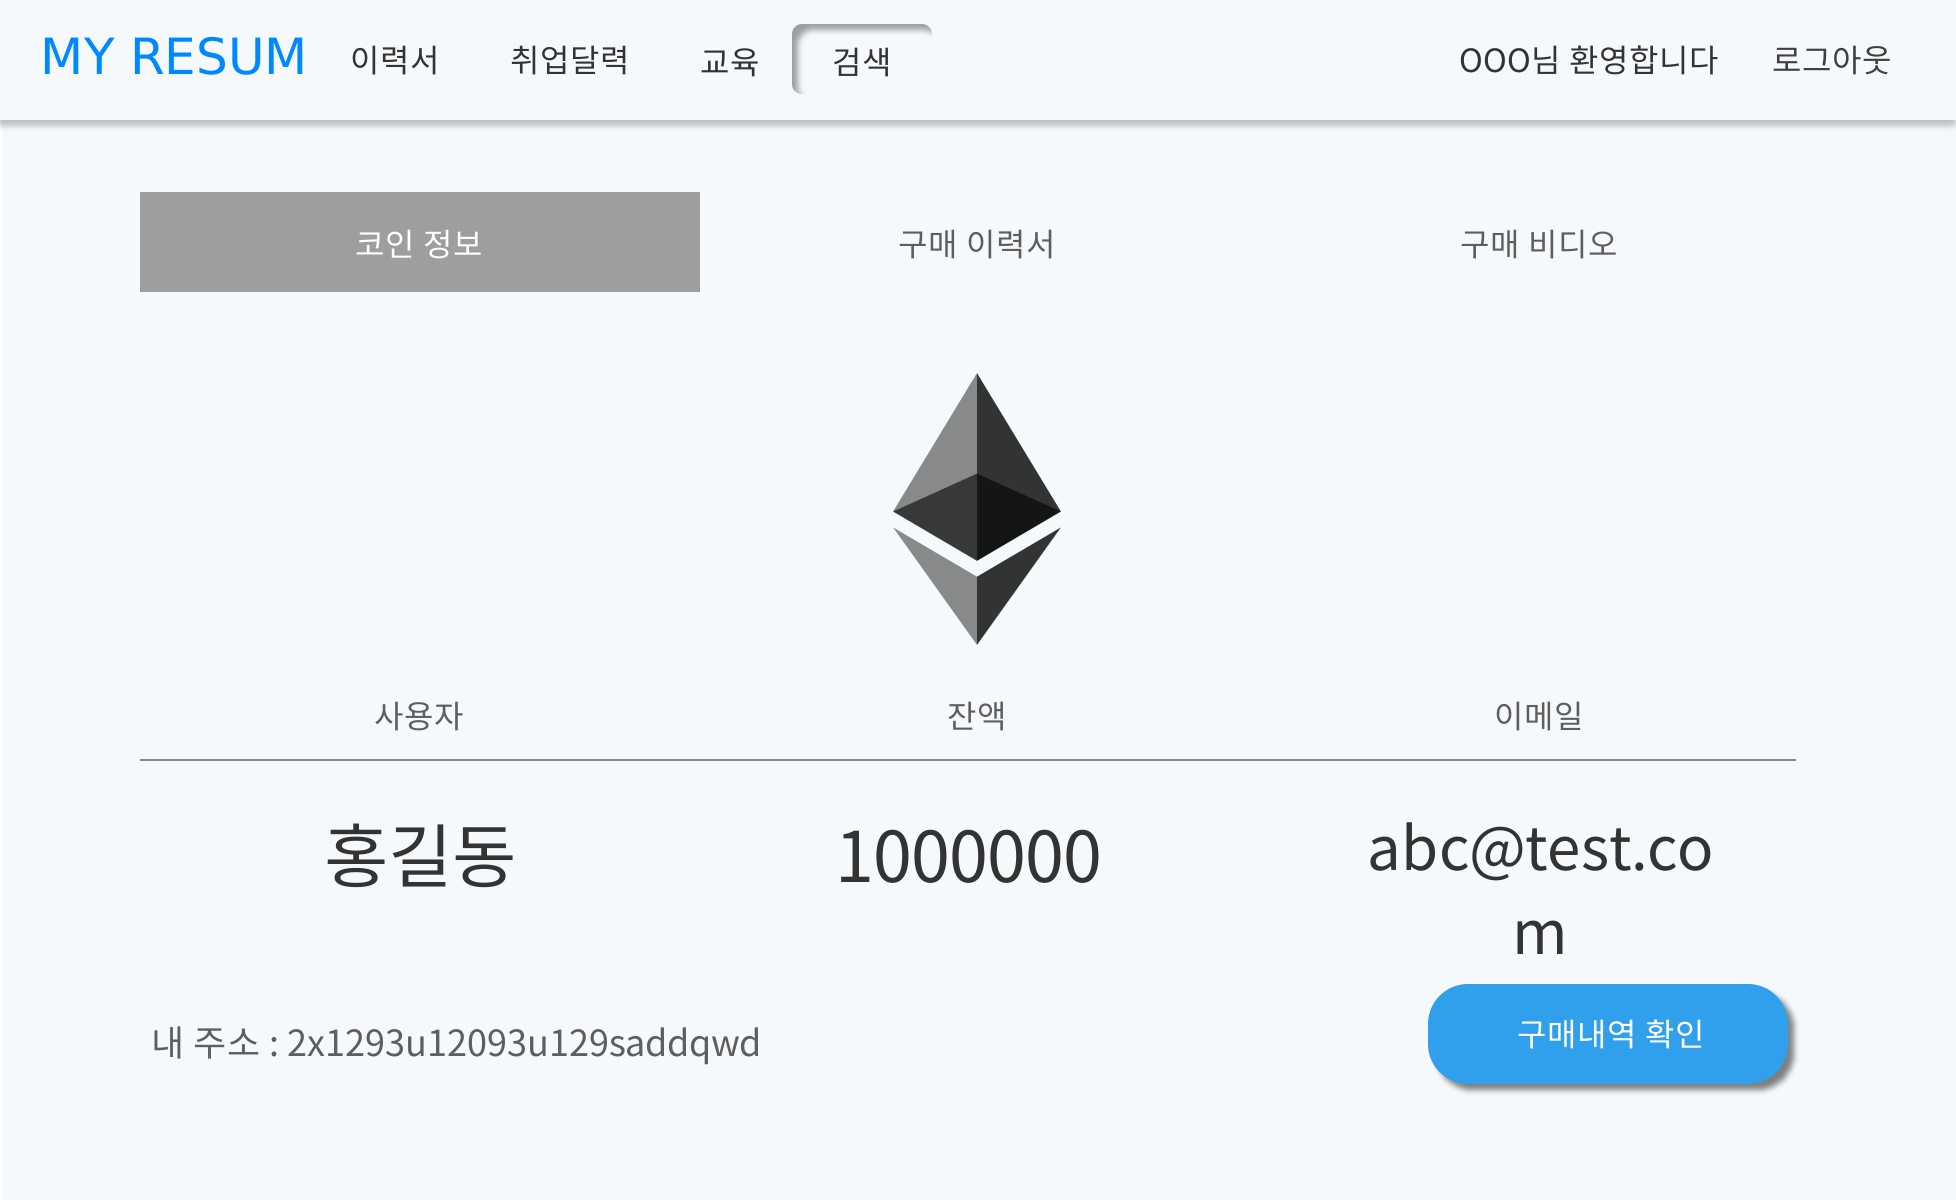 MY RESUM 이력서 취업달력 교육 검색 OOO님 환영합니다 로그아웃
코인 정보 구매 이력서 구매 비디오
사용자 잔액 이메일
홍길동 1000000 abc@test.co
m
내 주소 : 2x1293u12093u129saddqwd 구매내역 확인